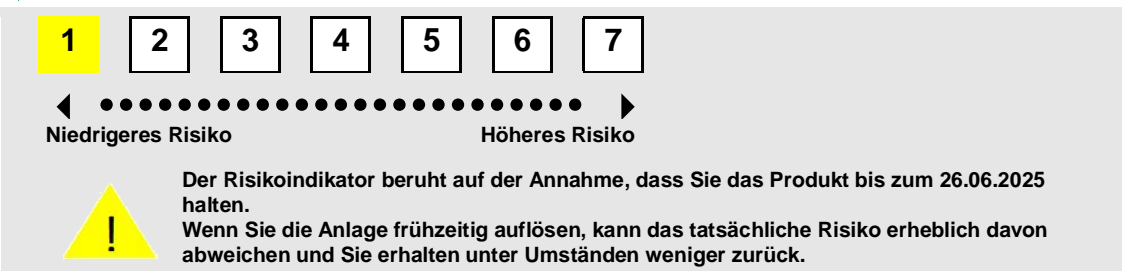 1 2 3 4 5 6 7
Niedrigeres Risiko Höheres Risiko
Der Risikoindikator beruht auf der Annahme, dass Sie das Produkt bis zum 26.06.2025
halten.
Wenn Sie die Anlage frühzeitig auflösen, kann das tatsächliche Risiko erheblich davon
abweichen und Sie erhalten unter Umständen weniger zurück.
!